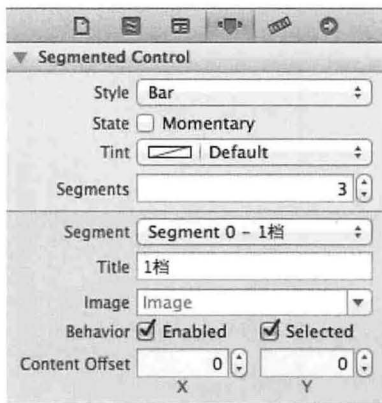 Segmented Control
Style Bar
State Momentary
Tint Default
Segments 3
Segment Segment 0 – 1档
Title 1档
Image Image
Behavior Enabled Selected
Content Offset 0 0
X Y